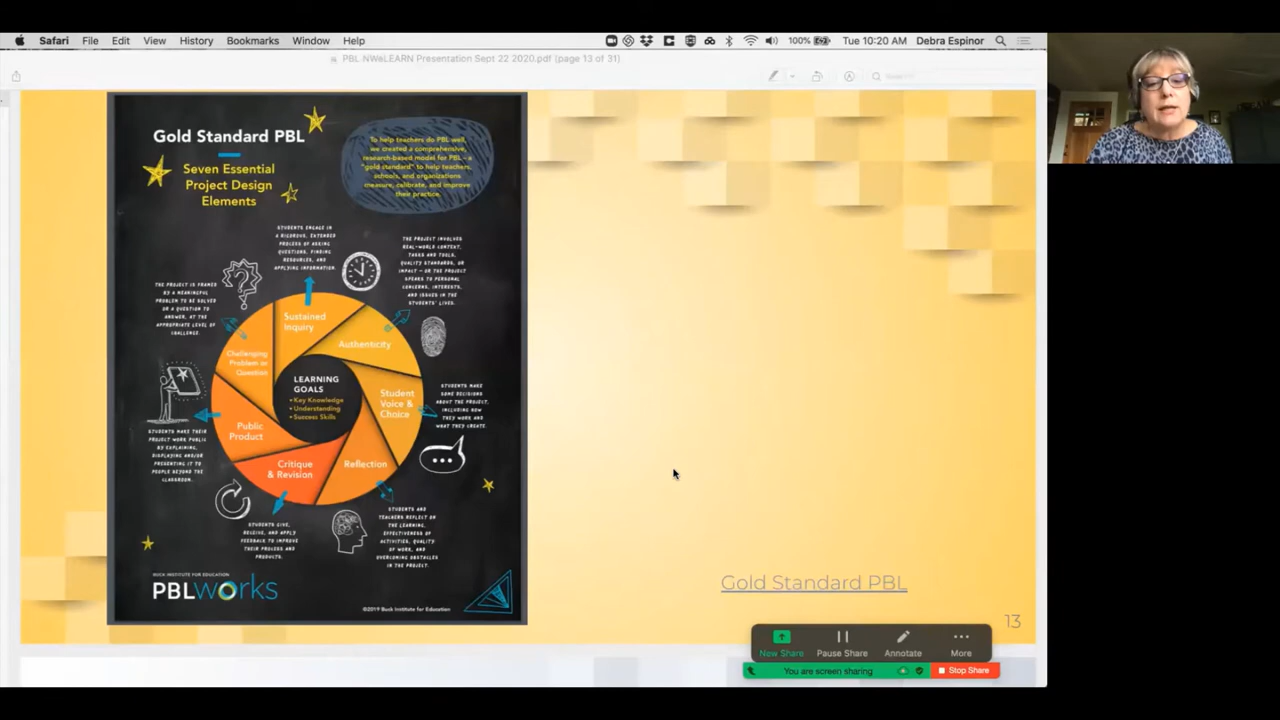 Safari File Edit View History Bookmarks Window Help
100% Tue 10:20 AM Debra Espinor
PBL NW&LEARN Presentation Sept 22 2020.pdf (page 13 of 31)
Gold Standard PBL
Seven Essential
Project Design
Elements
To help teachers do PBL well,
we created a comprehensive,
research-based model for PBL - a
"gold standard" to help teachers,
schools, and organizations
measure, calibrate, and improve
their practice.
STUDENTS ENGAGE IN
A RIGOROUS, EXTENDED
PROCESS OF ASKING
QUESTIONS, FINDING
RESOURCES, AND
APPLYING INFORMATION.
THE PROJECT INVOLVES
REAL-WORLD CONTEXT,
TASKS AND TOOLS,
QUALITY STANDARDS, OR
IMPACT – OR THE PROJECT
SPEAKS TO PERSONAL
CONCERNS, INTERESTS,
AND ISSUES IN THE
STUDENTS' LIVES.
THE PROJECT IS FRAMED
BY A MEANINGFUL
PROBLEM TO BE SOLVED
OR A QUESTION TO
ANSWER, AT THE
APPROPRIATE LEVEL OF
CHALLENGE.
Sustained
Inquiry
Authenticity
Challenging
Problem or
Question
LEARNING
GOALS
• Key Knowledge
• Understanding
• Success Skills
Student
Voice &
Choice
STUDENTS MAKE
SOME DECISIONS
ABOUT THE PROJECT,
INCLUDING HOW
THEY WORK AND
WHAT THEY CREATE.
Public
Product
STUDENTS MAKE THEIR
PROJECT WORK PUBLIC
BY EXPLAINING,
DISPLAYING AND/OR
PRESENTING IT TO
PEOPLE BEYOND THE
CLASSROOM.
Critique
& Revision
Reflection
STUDENTS GIVE,
RECEIVE, AND APPLY
FEEDBACK TO IMPROVE
THEIR PROCESS AND
PRODUCTS.
STUDENTS AND
TEACHERS REFLECT ON
THE LEARNING,
EFFECTIVENESS OF
ACTIVITIES, QUALITY
OF WORK, AND
OVERCOMING OBSTACLES
IN THE PROJECT.
BUCK INSTITUTE FOR EDUCATION
PBLWorks
©2019 Buck Institute for Education
Gold Standard PBL
13
New Share Pause Share Annotate More
You are screen sharing Stop Share